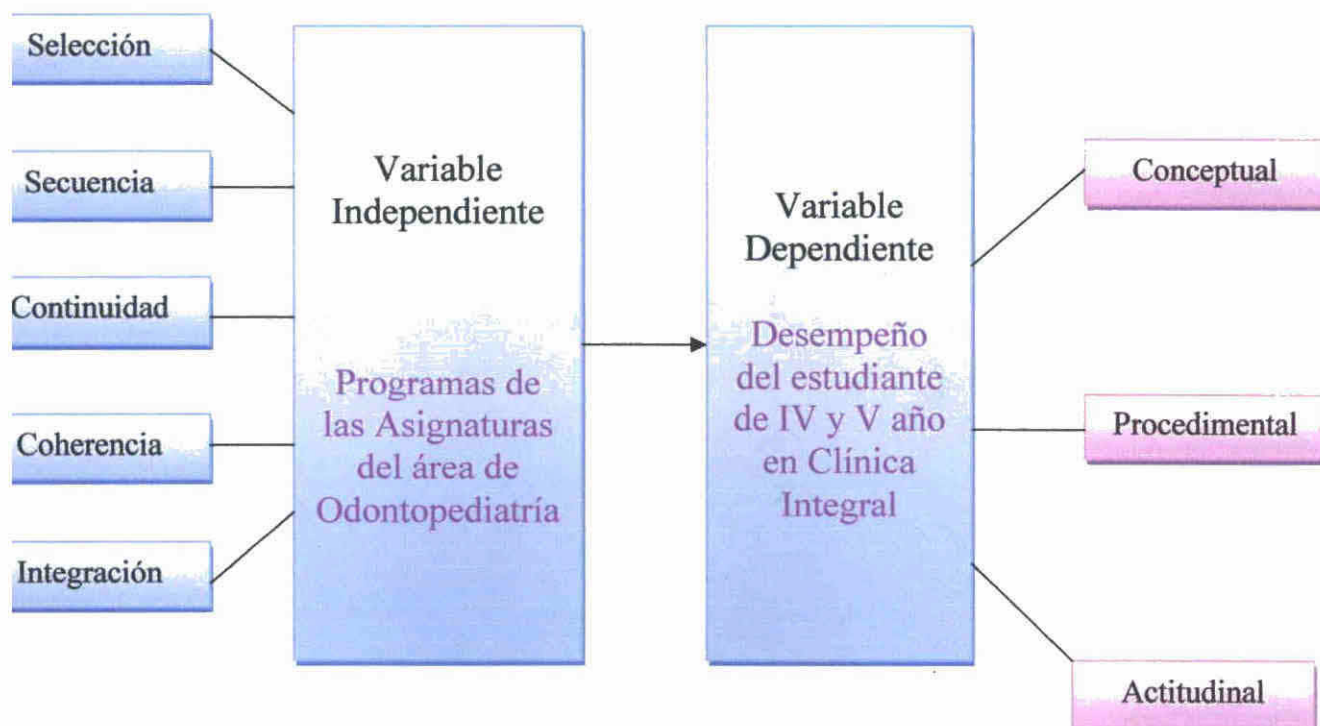 Selección
Secuencia
Continuidad
Coherencia
Integración
Variable
Independiente
Programas de
las Asignaturas
del área de
Odontopediatría
Variable
Dependiente
Desempeño
del estudiante
de IV y V año
en Clínica
Integral
Conceptual
Procedimental
Actitudinal